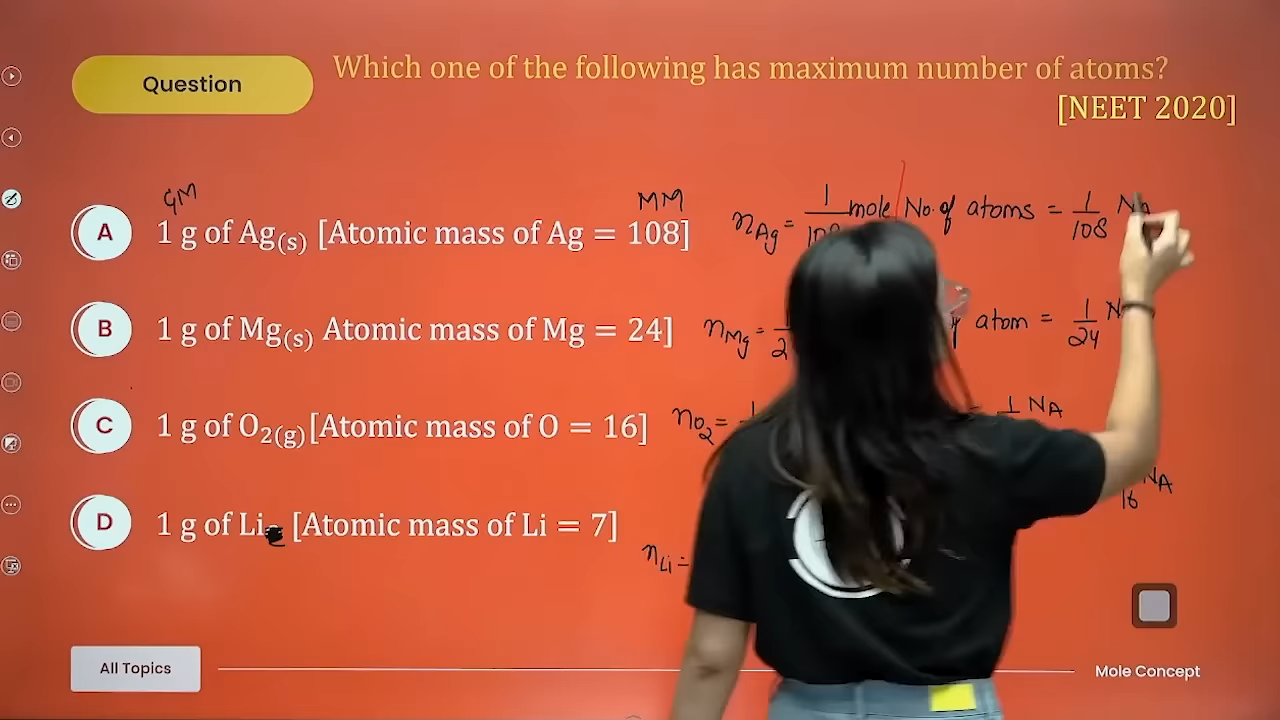 Question
Which one of the following has maximum number of atoms?
[NEET 2020]
GM
MM
A
1 g of Ag(s) [Atomic mass of Ag = 108]
nAg = 1 mole No. of atoms = 1/108
B
1 g of Mg(s) Atomic mass of Mg = 24]
nMg = atom = 1/24 N
C
1 g of O2(g)[Atomic mass of O = 16]
nO2 = = 1 NA
16 NA
D
1 g of Li [Atomic mass of Li = 7]
nLi =
All Topics
Mole Concept